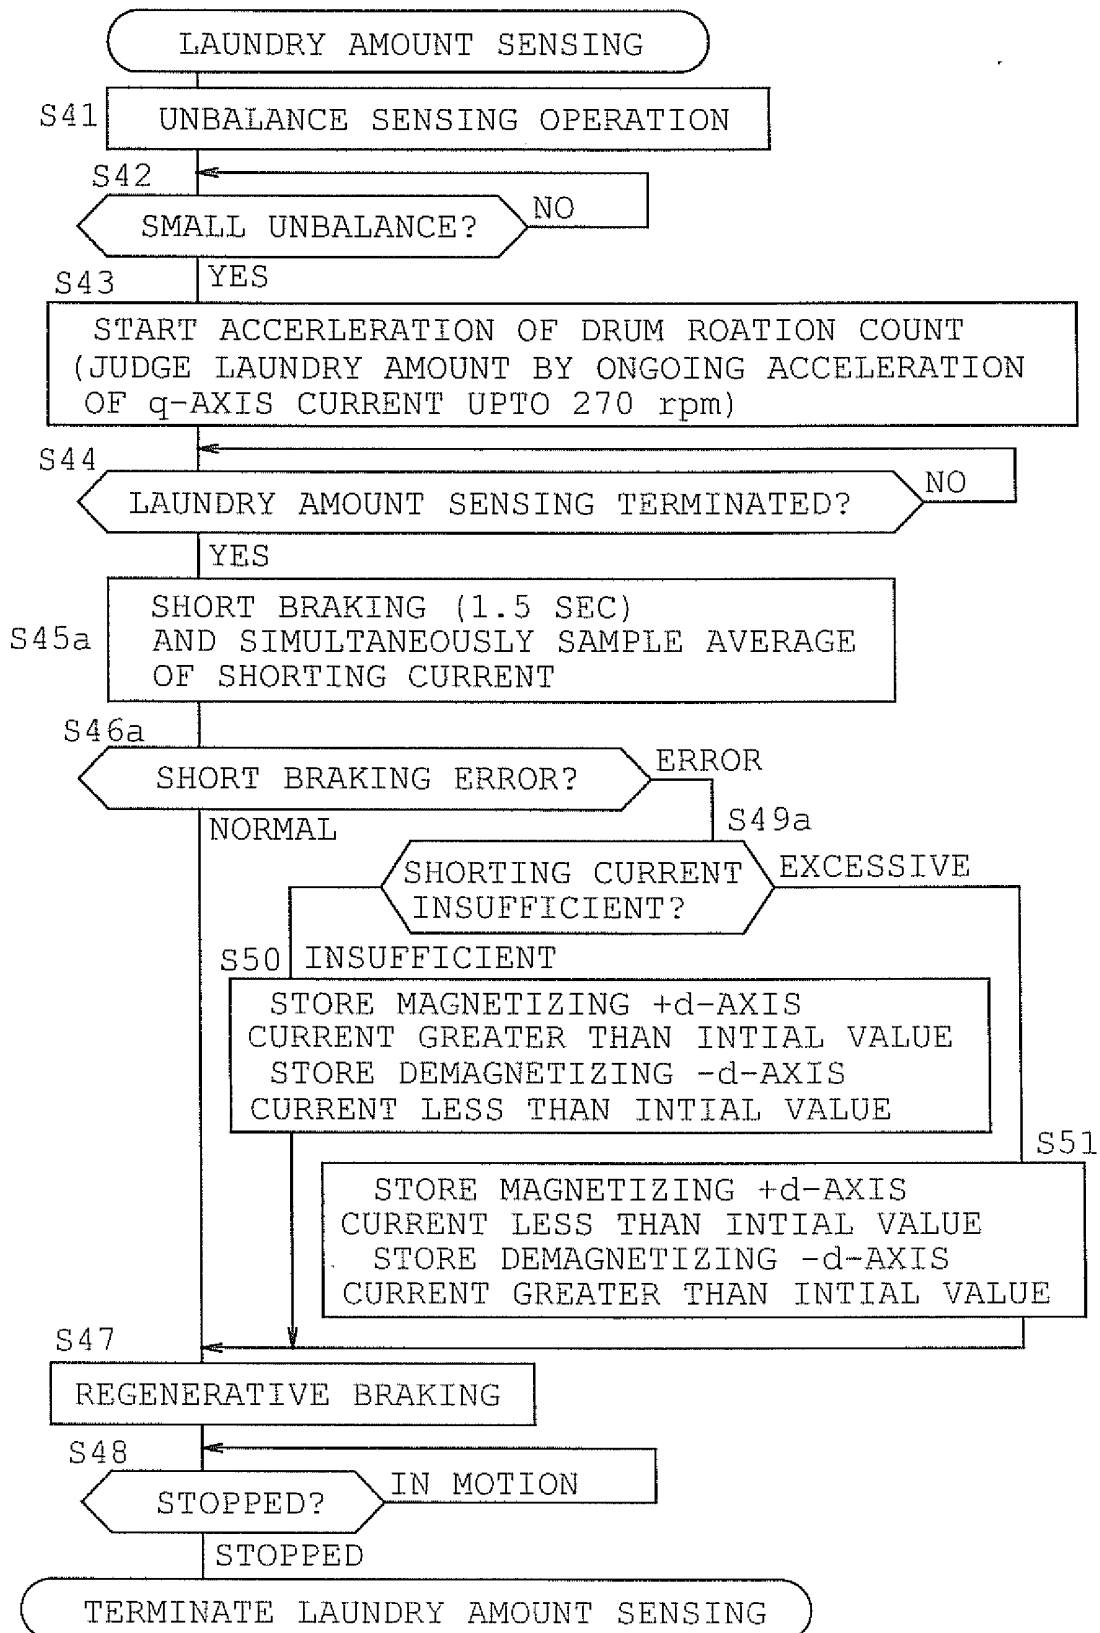 LAUNDRY AMOUNT SENSING
S41
UNBALANCE SENSING OPERATION
S42
SMALL UNBALANCE?
NO
YES
S43
START ACCERLERATION OF DRUM ROATION COUNT
(JUDGE LAUNDRY AMOUNT BY ONGOING ACCELERATION
OF q-AXIS CURRENT UPTO 270 rpm)
S44
LAUNDRY AMOUNT SENSING TERMINATED?
NO
YES
S45a
SHORT BRAKING (1.5 SEC)
AND SIMULTANEOUSLY SAMPLE AVERAGE
OF SHORTING CURRENT
S46a
SHORT BRAKING ERROR?
ERROR
NORMAL
S49a
SHORTING CURRENT
INSUFFICIENT?
EXCESSIVE
S50
INSUFFICIENT
STORE MAGNETIZING +d-AXIS
CURRENT GREATER THAN INTIAL VALUE
STORE DEMAGNETIZING -d-AXIS
CURRENT LESS THAN INTIAL VALUE
S51
STORE MAGNETIZING +d-AXIS
CURRENT LESS THAN INTIAL VALUE
STORE DEMAGNETIZING -d-AXIS
CURRENT GREATER THAN INTIAL VALUE
S47
REGENERATIVE BRAKING
S48
STOPPED?
IN MOTION
STOPPED
TERMINATE LAUNDRY AMOUNT SENSING